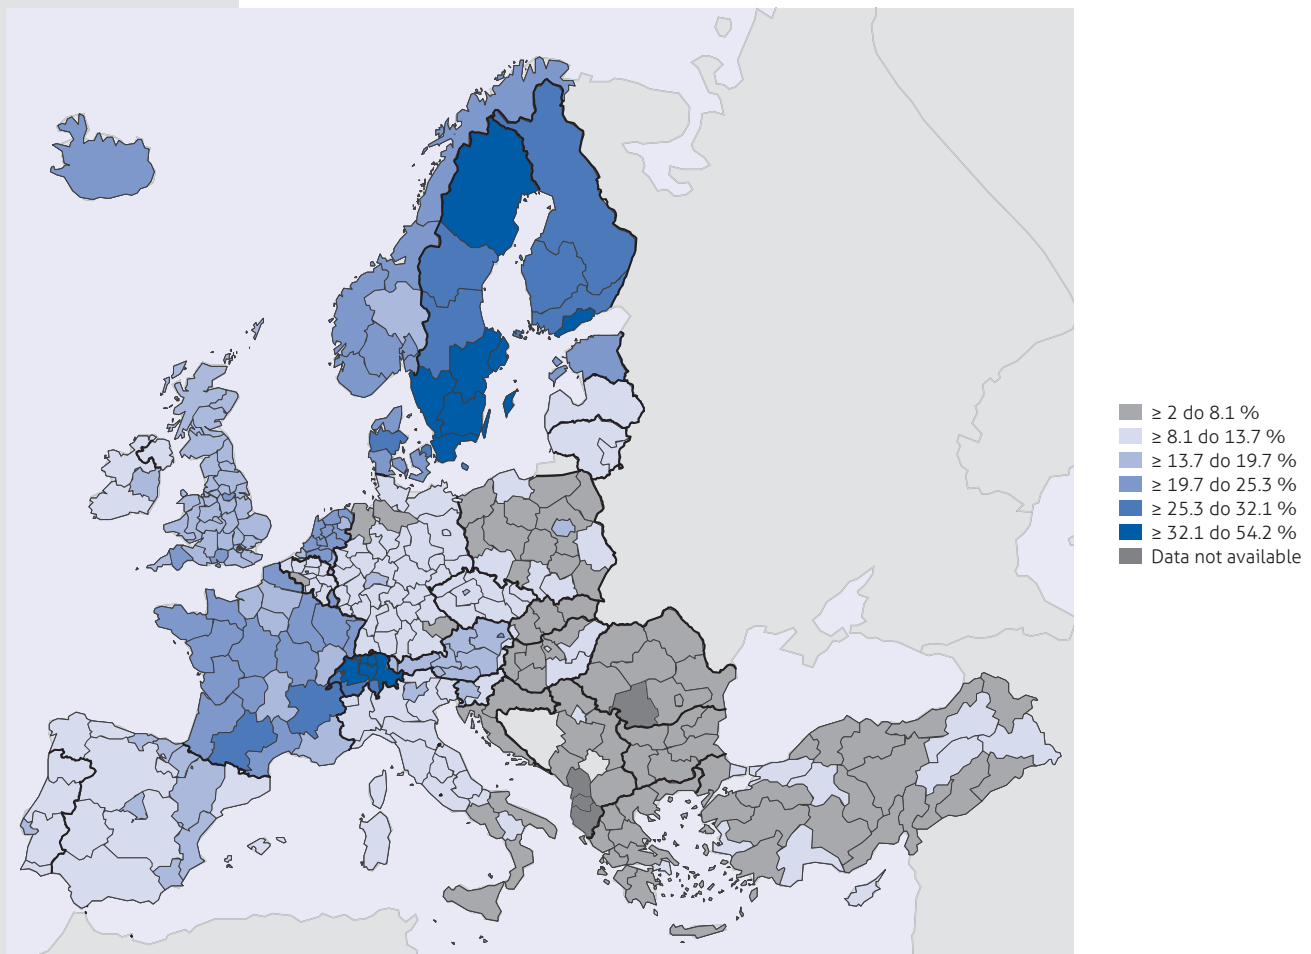 ≥ 2 do 8.1 %
≥ 8.1 do 13.7 %
≥ 13.7 do 19.7 %
≥ 19.7 do 25.3 %
≥ 25.3 do 32.1 %
≥ 32.1 do 54.2 %
Data not available